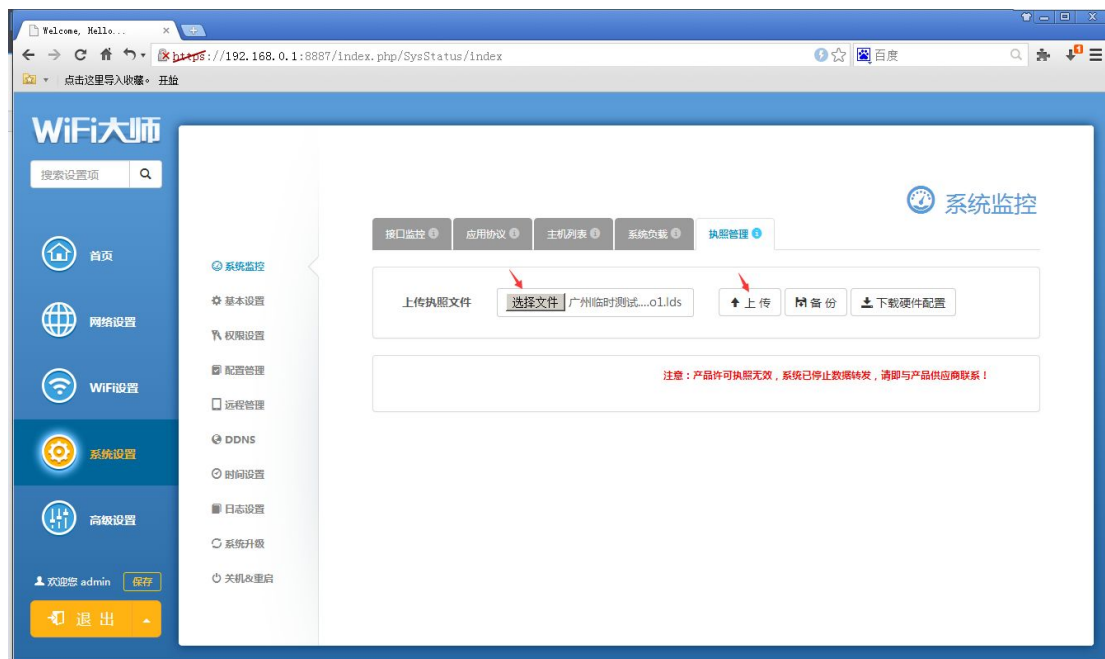 Welcome, Hello...
https://192.168.0.1:8887/index.php/SysStatus/index
百度
9
点击这里导入收藏。 开始
WiFi大师
搜索设置项
首页
网络设置
WiFi设置
系统设置
高级设置
欢迎您 admin 保存
退出
系统监控
基本设置
权限设置
配置管理
远程管理
DDNS
时间设置
日志设置
系统升级
关机&重启
系统监控
接口监控 应用协议 主机列表 系统负载 执照管理
上传执照文件 选择文件 广州临时测试....o1.lds 上传 备份 下载硬件配置
注意：产品许可执照无效，系统已停止数据转发，请即与产品供应商联系！